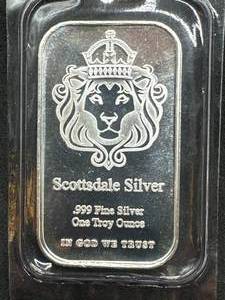 Scottsdale Silver
.999 Fine Silver
One Troy Ounce
IN GOD WE TRUST